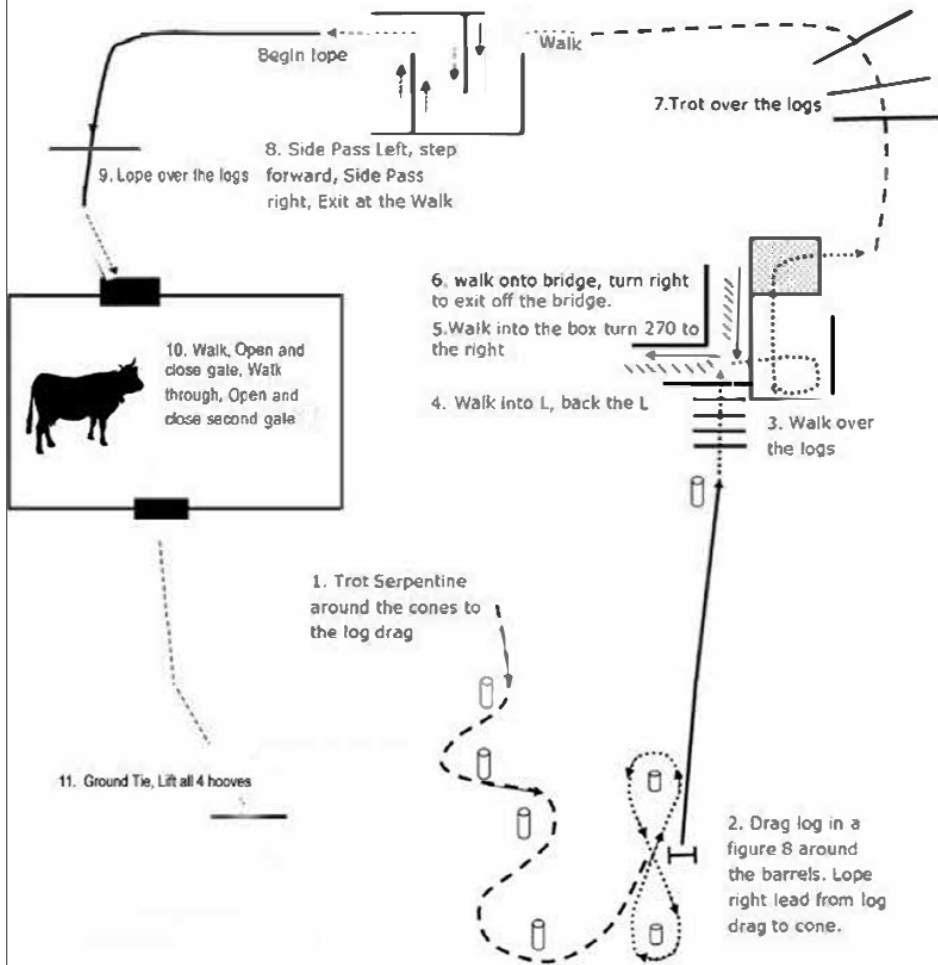 Begin lope
Walk
7.Trot over the logs
8. Side Pass Left, step
forward, Side Pass
right, Exit at the Walk
9. Lope over the logs
6. walk onto bridge, turn right
to exit off the bridge.
5.Walk into the box turn 270 to
the right
10. Walk, Open and
close gale, Walk
through, Open and
close second gale
4. Walk into L, back the L
3. Walk over
the logs
1. Trot Serpentine
around the cones to
the log drag
11. Ground Tie, Lift all 4 hooves
2. Drag log in a
figure 8 around
the barrels. Lope
right lead from log
drag to cone.